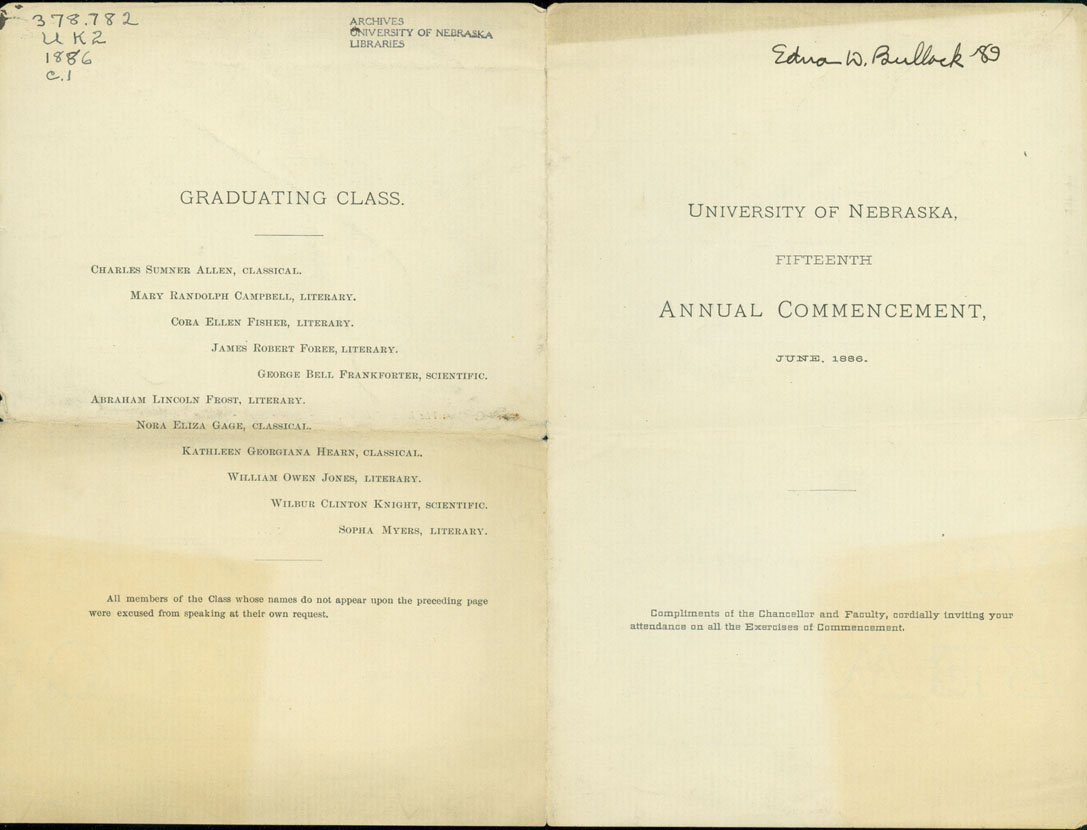 378.782
UK2
1886
C.1
ARCHIVES
UNIVERSITY OF NEBRASKA
LIBRARIES
GRADUATING CLASS.
CHARLES SUMNER ALLEN, CLASSICAL.
MARY RANDOLPH CAMPBELL, LITERARY.
CORA ELLEN FISHER, LITERARY.
JAMES ROBERT FOREE, LITERARY.
GEORGE BELL FRANKFORTER, SCIENTIFIC.
ABRAHAM LINCOLN FROST, LITERARY.
NORA ELIZA GAGE, CLASSICAL.
KATHLEEN GEORGIANA HEARN, CLASSICAL.
WILLIAM OWEN JONES, LITERARY.
WILBUR CLINTON KNIGHT, SCIENTIFIC.
SOPHA MYERS, LITERARY.
All members of the Class whose names do not appear upon the preceding page
were excused from speaking at their own request.
Edna D. Bullock '89
UNIVERSITY OF NEBRASKA,
FIFTEENTH
ANNUAL COMMENCEMENT,
JUNE, 1886.
Compliments of the Chancellor and Faculty, cordially inviting your
attendance on all the Exercises of Commencement.